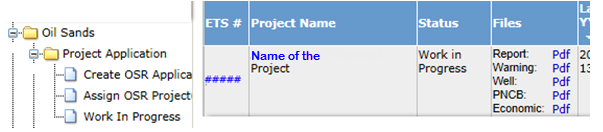 Oil Sands
Project Application
Create OSR Applica
Assign OSR Project
Work In Progress
ETS # Project Name Status Files La
YY
##### Name of the Project Work in Progress Report: Pdf 20
Warning: Pdf 13
Well: Pdf
PNCB: Pdf
Economic: Pdf